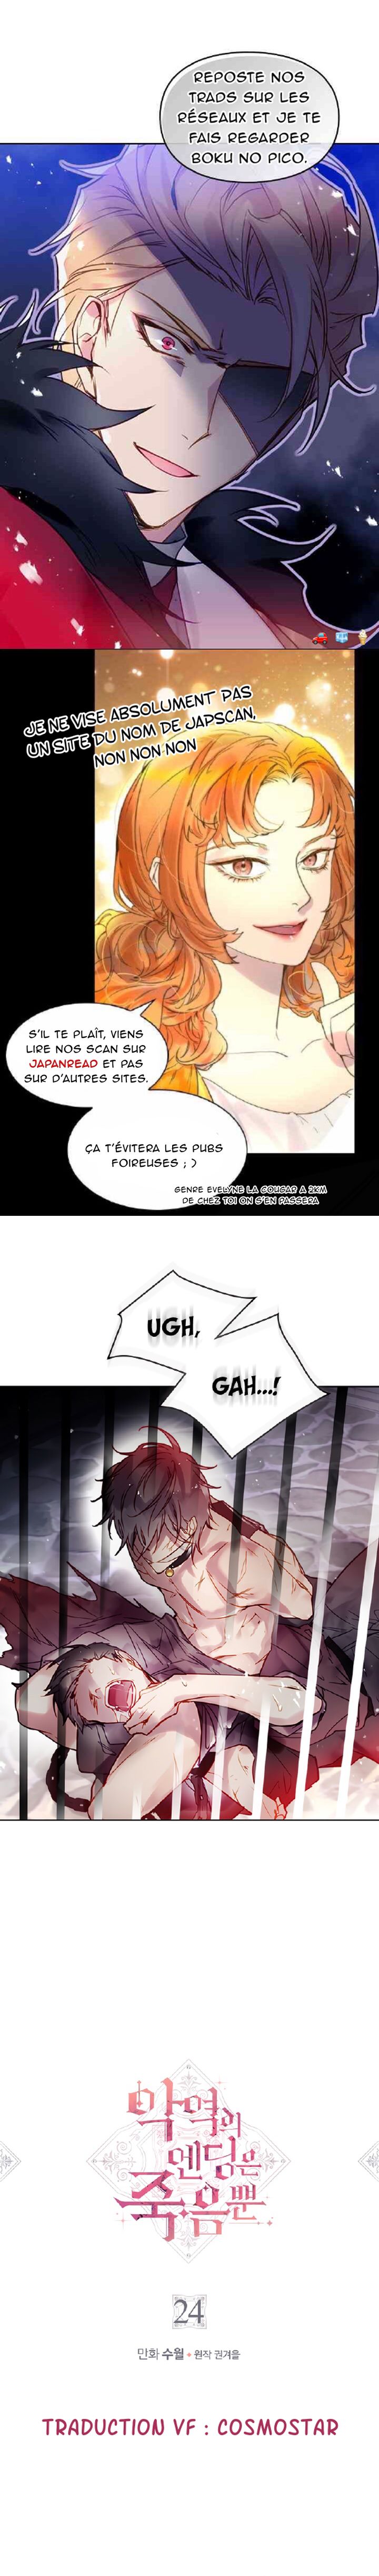 REPOSTE NOS
TRADS SUR LES
RÉSEAUX ET JE TE
FAIS REGARDER
BOKU NO PICO.
JE NE VISE ABSOLUMENT PAS
UN SITE DU NOM DE JAPSCAN,
NON NON NON
S'IL TE PLAÎT, VIENS
LIRE NOS SCAN SUR
JAPANREAD ET PAS
SUR D'AUTRES SITES.
ÇA T'ÉVITERA LES PUBS
FOIREUSES ; )
GENRE EVELYNE LA COUGAR A 2KM
DE CHEZ TOI ON S'EN PASSERA
UGH,
GAH...!
악역의
엔딩은
죽음뿐
24
만화 수월 • 원작 권겨을
TRADUCTION VF : COSMOSTAR